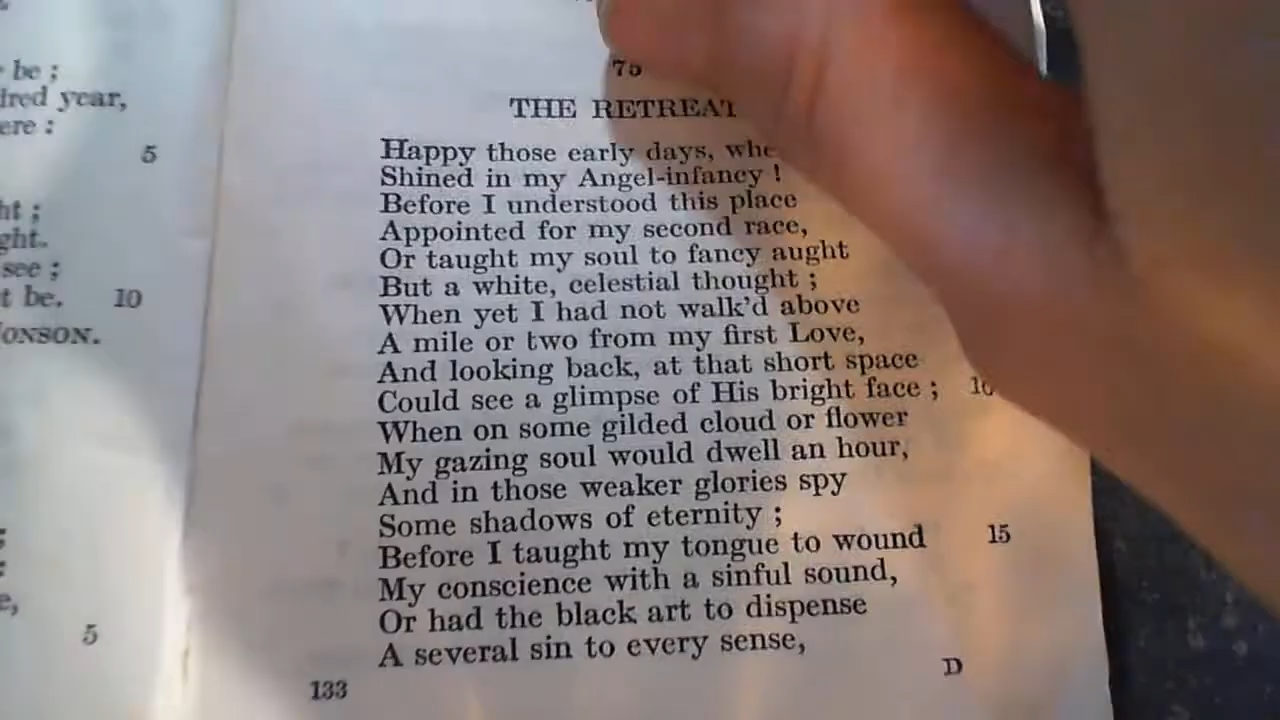 be ;
year,
5
see ;
be. 10
5
75
THE RETREAT
Happy those early days,
Shined in my Angel-infancy !
Before I understood this place
Appointed for my second race,
Or taught my soul to fancy aught
But a white, celestial thought ;
When yet I had not walk'd above
A mile or two from my first Love,
And looking back, at that short space
Could see a glimpse of His bright face ;
When on some gilded cloud or flower
My gazing soul would dwell an hour,
And in those weaker glories spy
Some shadows of eternity ;
Before I taught my tongue to wound 15
My conscience with a sinful sound,
Or had the black art to dispense
A several sin to every sense,
133 D